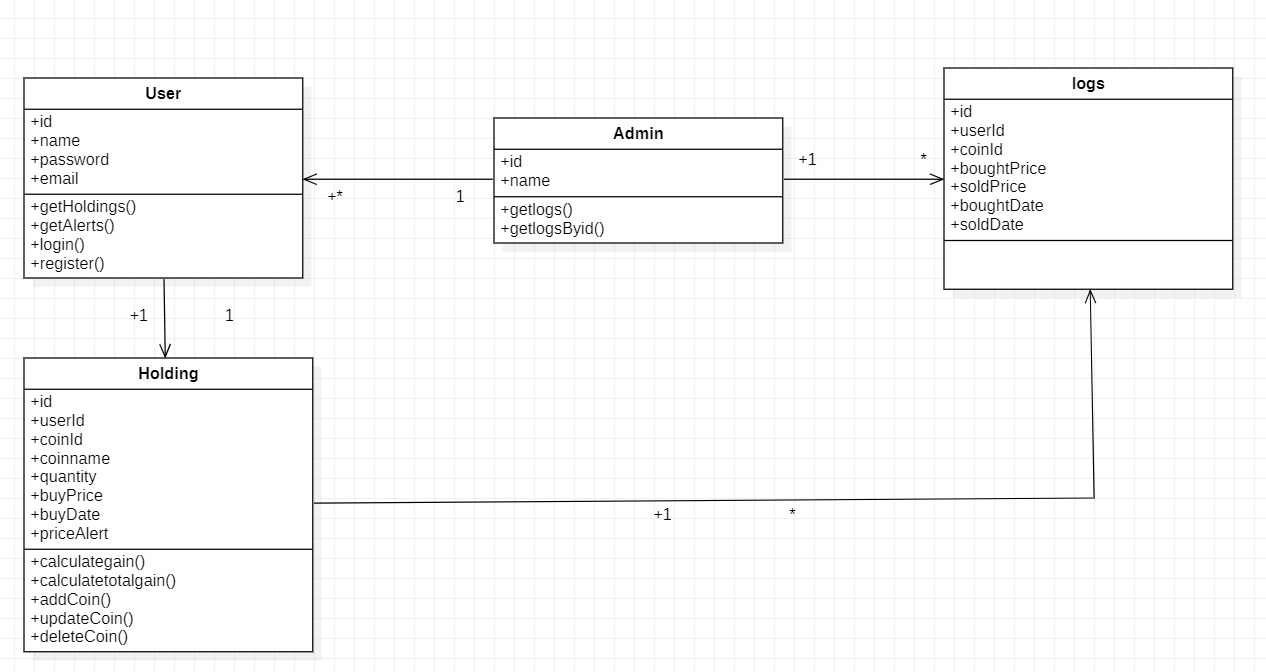 User
+id
+name
+password
+email
+getHoldings()
+getAlerts()
+login()
+register()
+*
1
Admin
+id
+name
+getlogs()
+getlogsByid()
+1
*
logs
+id
+userId
+coinId
+boughtPrice
+soldPrice
+boughtDate
+soldDate
+1
1
Holding
+id
+userId
+coinId
+coinname
+quantity
+buyPrice
+buyDate
+priceAlert
+calculategain()
+calculatetotalgain()
+addCoin()
+updateCoin()
+deleteCoin()
+1
*